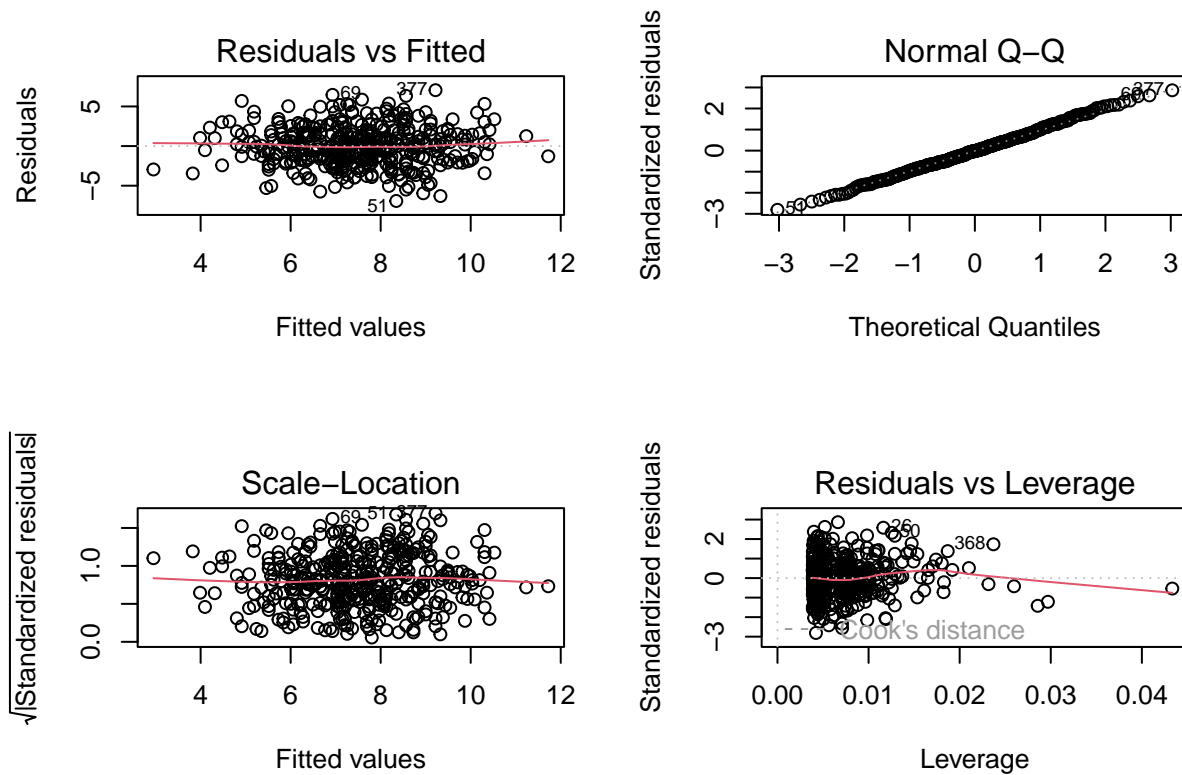 Residuals vs Fitted
Residuals
5
−5
69
377
51
4 6 8 10 12
Fitted values
Normal Q−Q
Standardized residuals
2
0
−3
377
51
−3 −2 −1 0 1 2 3
Theoretical Quantiles
Scale−Location
√|Standardized residuals|
1.0
0.0
69
51
377
4 6 8 10 12
Fitted values
Residuals vs Leverage
Standardized residuals
2
0
−3
26
368
Cook's distance
0.00 0.01 0.02 0.03 0.04
Leverage